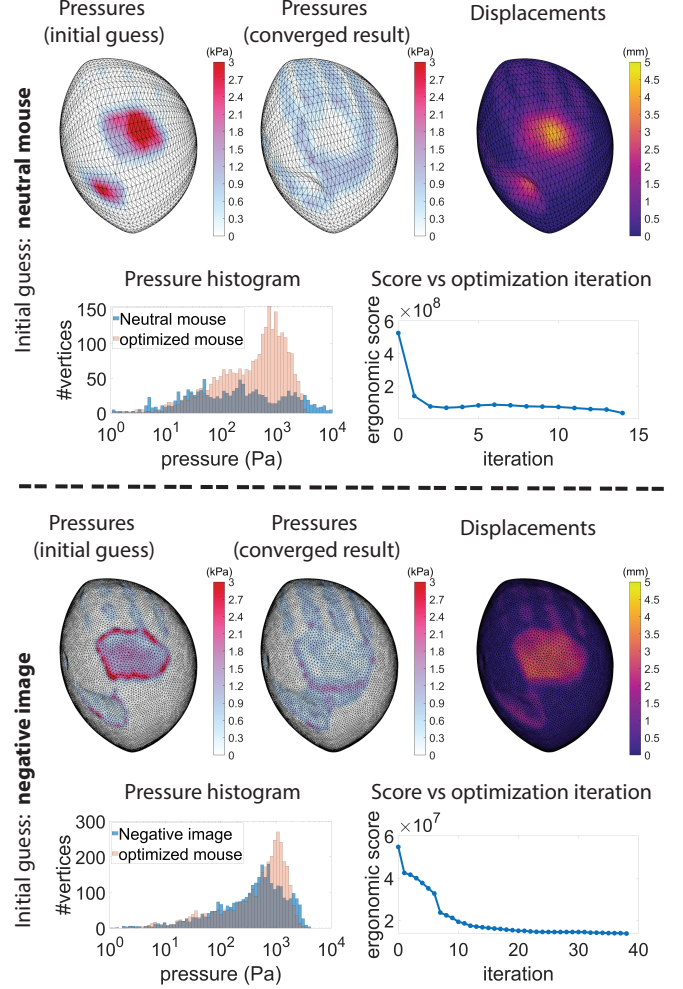 Pressures
(initial guess)
Pressures
(converged result)
Displacements
(kPa)
3
2.7
2.4
2.1
1.8
1.5
1.2
0.9
0.6
0.3
0
(kPa)
3
2.7
2.4
2.1
1.8
1.5
1.2
0.9
0.6
0.3
0
(mm)
5
4.5
4
3.5
3
2.5
2
1.5
1
0.5
0
Initial guess: neutral mouse
Pressure histogram
#vertices
150
100
50
0
Neutral mouse
optimized mouse
10^0
10^1
10^2
10^3
10^4
pressure (Pa)
Score vs optimization iteration
ergonomic score
×10^8
6
4
2
0
5
10
15
iteration
Pressures
(initial guess)
Pressures
(converged result)
Displacements
(kPa)
3
2.7
2.4
2.1
1.8
1.5
1.2
0.9
0.6
0.3
0
(kPa)
3
2.7
2.4
2.1
1.8
1.5
1.2
0.9
0.6
0.3
0
(mm)
5
4.5
4
3.5
3
2.5
2
1.5
1
0.5
0
Initial guess: negative image
Pressure histogram
#vertices
300
200
100
0
Negative image
optimized mouse
10^0
10^1
10^2
10^3
10^4
pressure (Pa)
Score vs optimization iteration
ergonomic score
×10^7
6
4
2
0
10
20
30
40
iteration